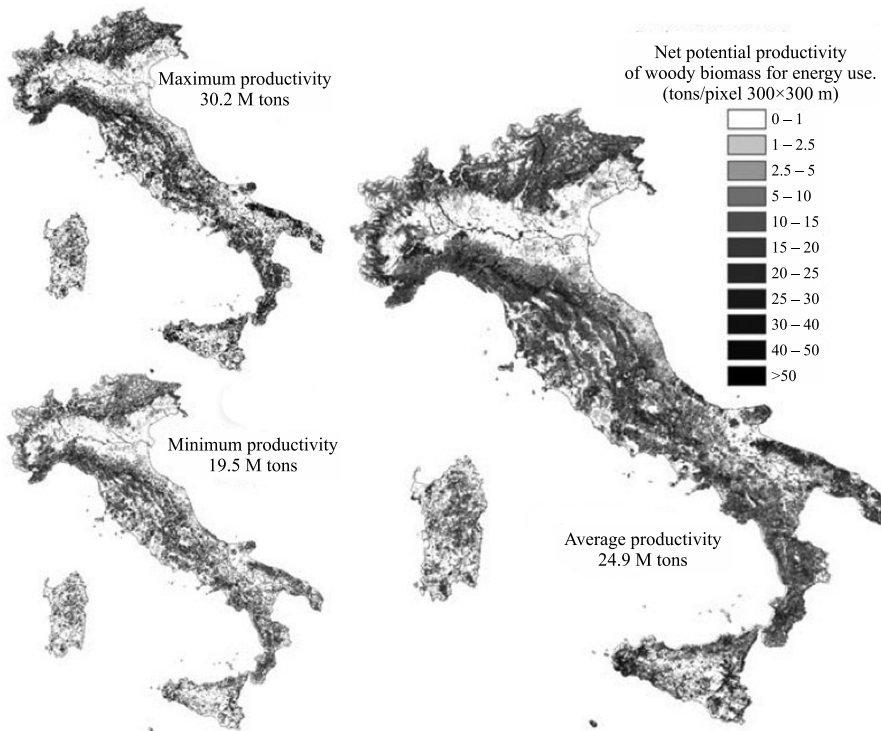 Maximum productivity
30.2 M tons
Net potential productivity
of woody biomass for energy use.
(tons/pixel 300×300 m)
0 – 1
1 – 2.5
2.5 – 5
5 – 10
10 – 15
15 – 20
20 – 25
25 – 30
30 – 40
40 – 50
>50
Minimum productivity
19.5 M tons
Average productivity
24.9 M tons